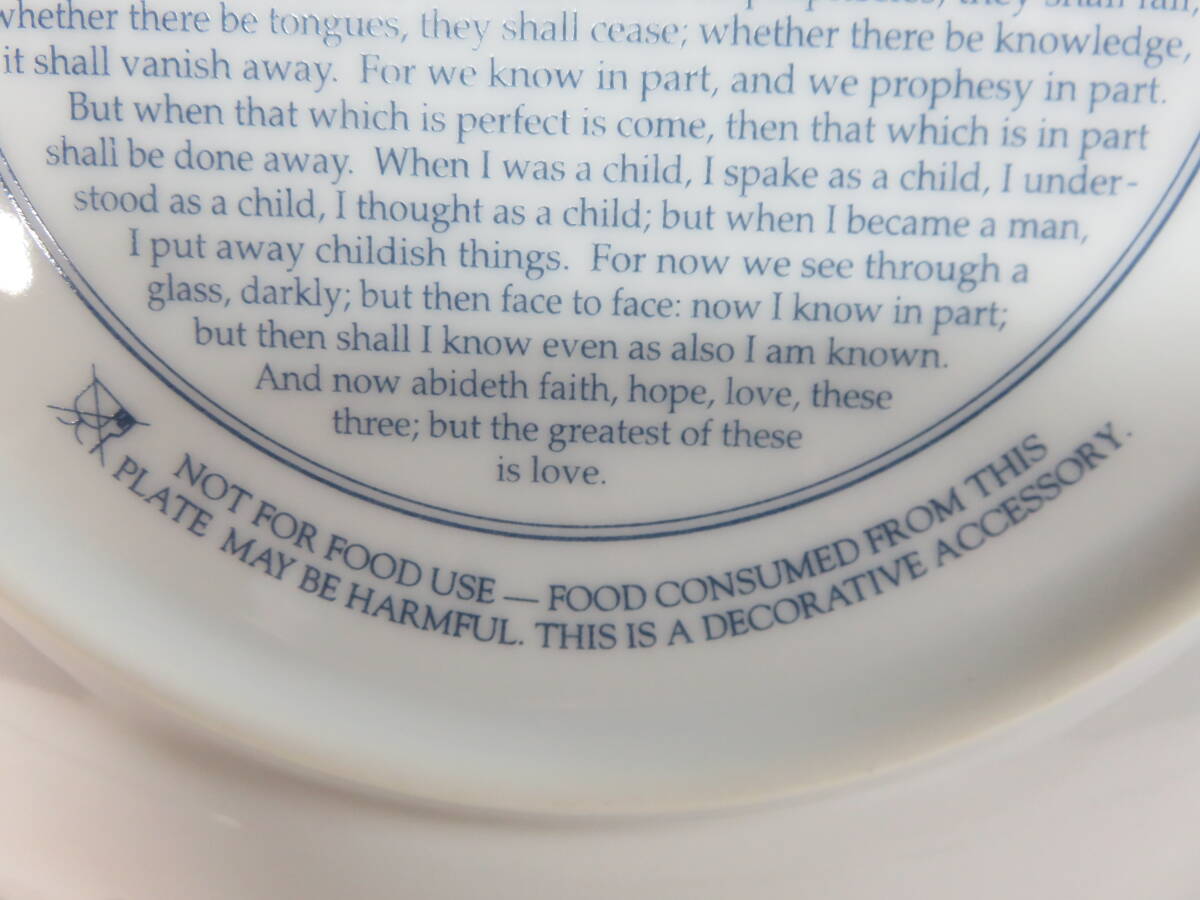 they shall fail;
whether there be tongues, they shall cease; whether there be knowledge,
it shall vanish away. For we know in part, and we prophesy in part.
But when that which is perfect is come, then that which is in part
shall be done away. When I was a child, I spake as a child, I under-
stood as a child, I thought as a child; but when I became a man,
I put away childish things. For now we see through a
glass, darkly; but then face to face: now I know in part;
but then shall I know even as also I am known.
And now abideth faith, hope, love, these
three; but the greatest of these
is love.
NOT FOR FOOD USE — FOOD CONSUMED FROM THIS
PLATE MAY BE HARMFUL. THIS IS A DECORATIVE ACCESSORY.